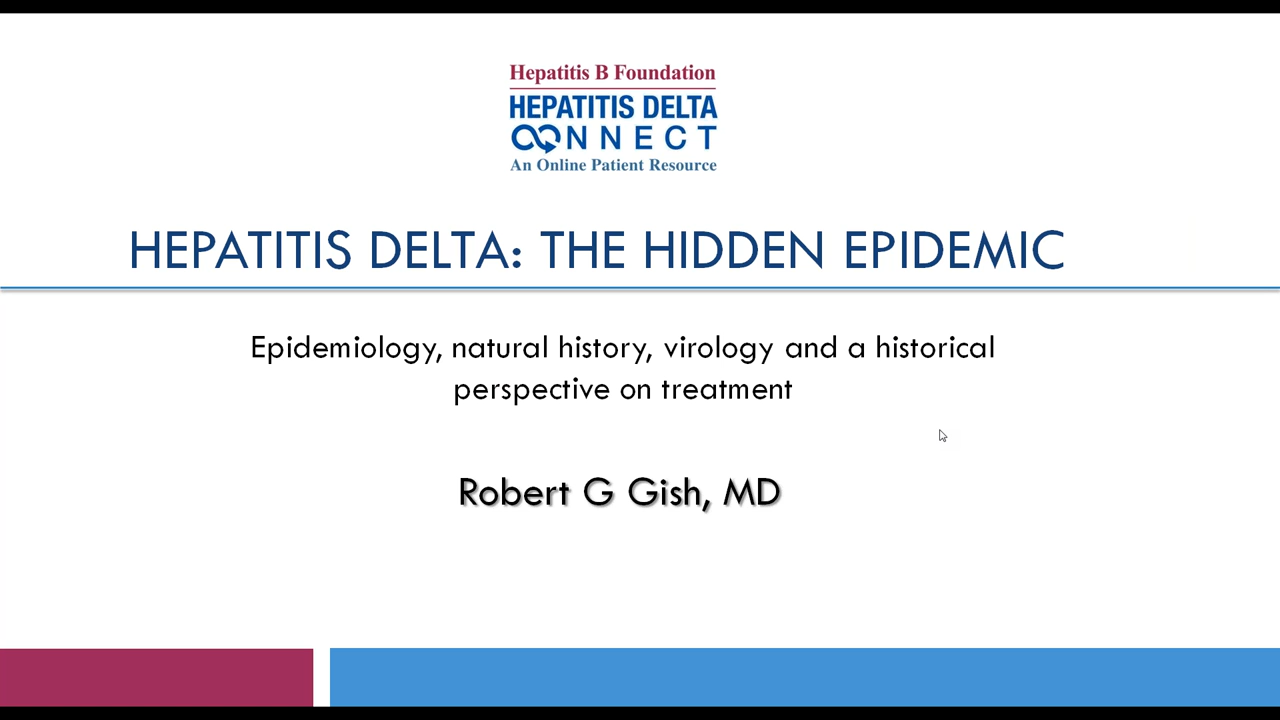 Hepatitis B Foundation
HEPATITIS DELTA
CONNECT
An Online Patient Resource
HEPATITIS DELTA: THE HIDDEN EPIDEMIC
Epidemiology, natural history, virology and a historical
perspective on treatment
Robert G Gish, MD